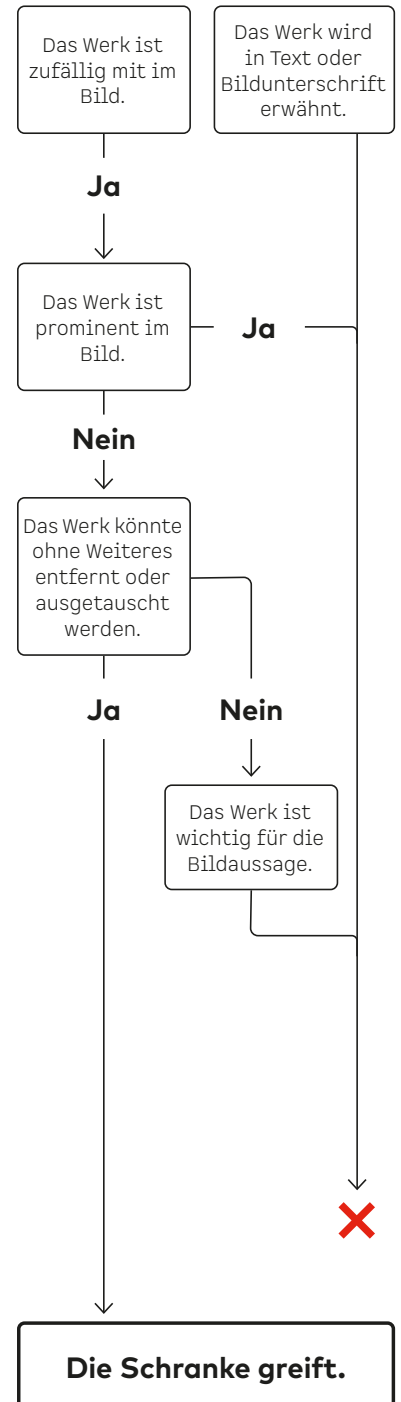 Das Werk ist
zufällig mit im
Bild.
Das Werk wird
in Text oder
Bildunterschrift
erwähnt.
Ja
Das Werk ist
prominent im
Bild.
Ja
Nein
Das Werk könnte
ohne Weiteres
entfernt oder
ausgetauscht
werden.
Ja
Nein
Das Werk ist
wichtig für die
Bildaussage.
Die Schranke greift.